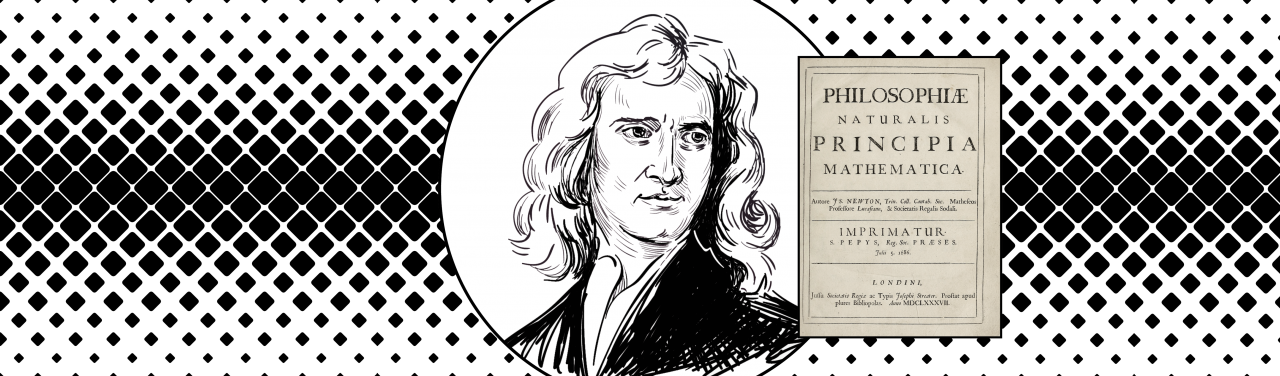 PHILOSOPHIÆ
NATURALIS
PRINCIPIA
MATHEMATICA.
Autore JS. NEWTON, Trin. Coll. Cantab. Soc. Matheseos
Professore Lucasiano, & Societatis Regalis Sodali.
IMPRIMATUR.
S. PEPYS, Reg. Soc. PRÆSES.
Julii 5. 1686.
LONDINI,
Jussu Societatis Regiæ ac Typis Josephi Streater. Prostat apud
plures Bibliopolas. Anno MDCLXXXVII.